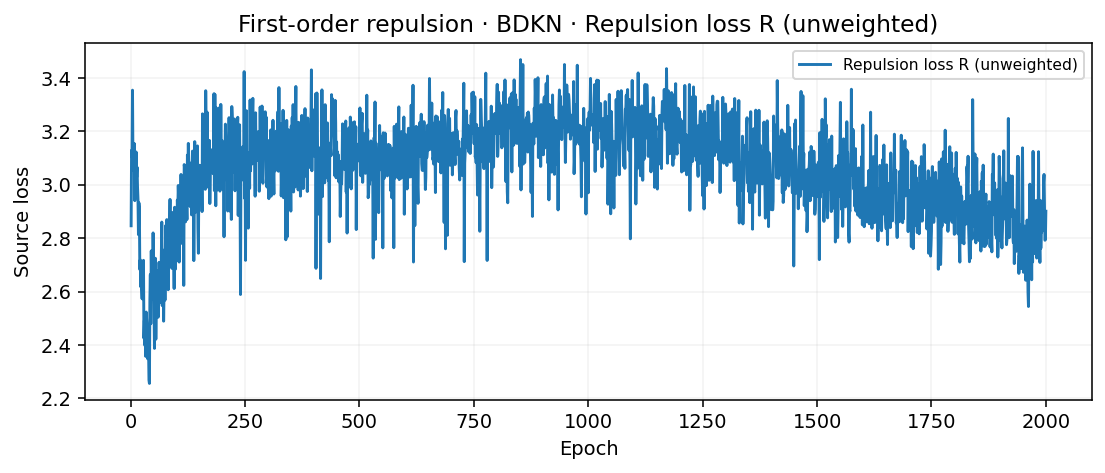 First-order repulsion · BDKN · Repulsion loss R (unweighted)
Repulsion loss R (unweighted)
Source loss
3.4
3.2
3.0
2.8
2.6
2.4
2.2
0 250 500 750 1000 1250 1500 1750 2000
Epoch